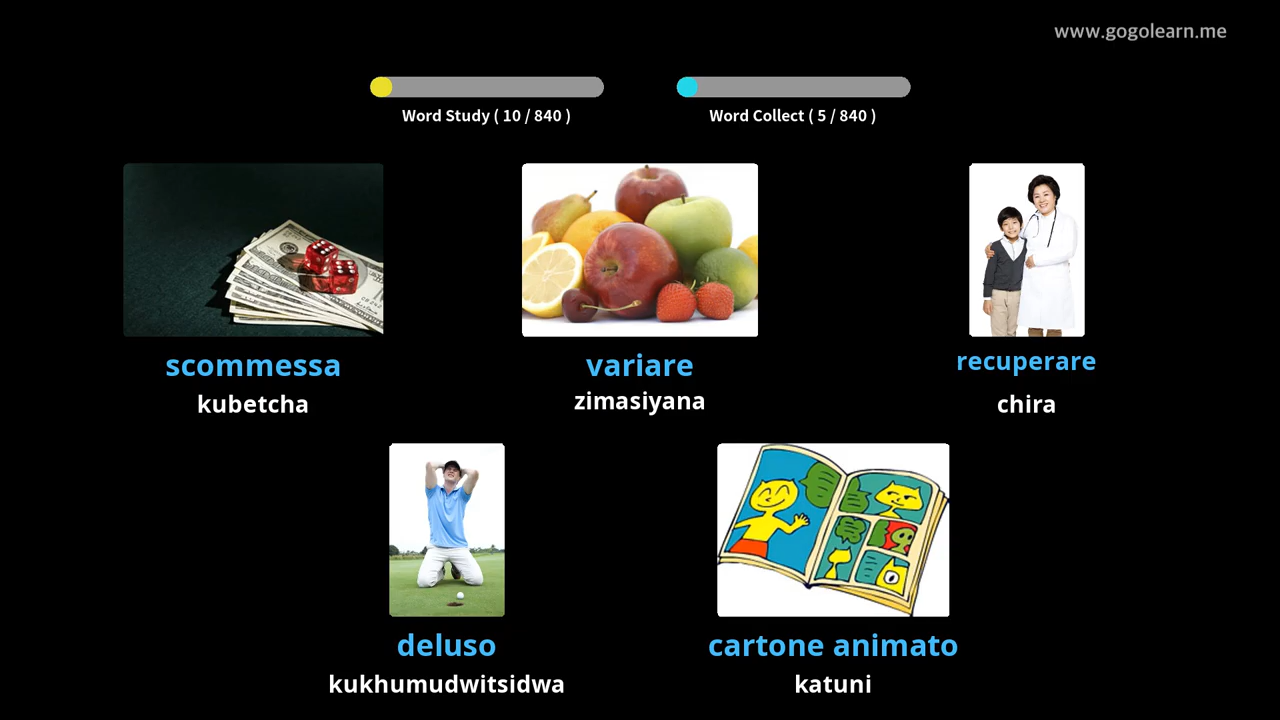 www.gogolearn.me
Word Study ( 10 / 840 )
Word Collect ( 5 / 840 )
scommessa
kubetcha
variare
zimasiyana
recuperare
chira
deluso
kukhumudwitsidwa
cartone animato
katuni